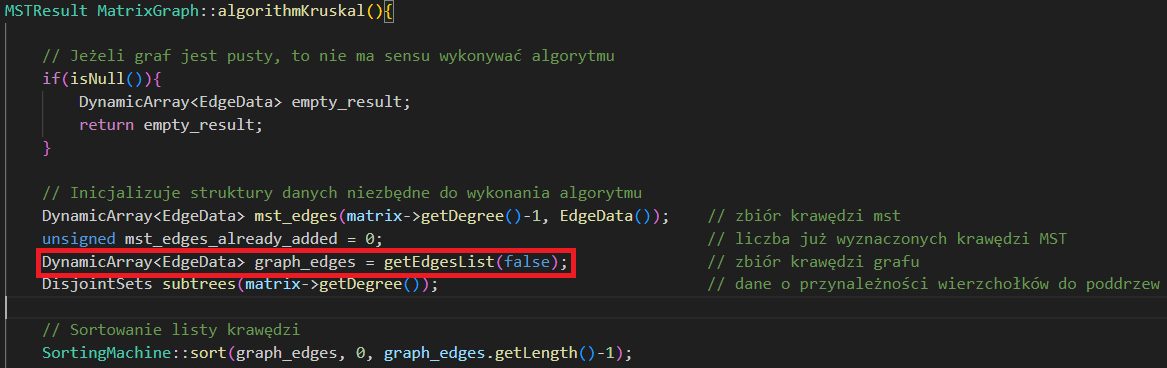 MSTResult MatrixGraph::algorithmKruskal(){
// Jeżeli graf jest pusty, to nie ma sensu wykonywać algorytmu
if(isNull()){
DynamicArray<EdgeData> empty_result;
return empty_result;
}
// Inicjalizuje struktury danych niezbędne do wykonania algorytmu
DynamicArray<EdgeData> mst_edges(matrix->getDegree()-1, EdgeData()); // zbiór krawędzi mst
unsigned mst_edges_already_added = 0; // liczba już wyznaczonych krawędzi MST
DynamicArray<EdgeData> graph_edges = getEdgesList(false); // zbiór krawędzi grafu
DisjointSets subtrees(matrix->getDegree()); // dane o przynależności wierzchołków do poddrzew
// Sortowanie listy krawędzi
SortingMachine::sort(graph_edges, 0, graph_edges.getLength()-1);